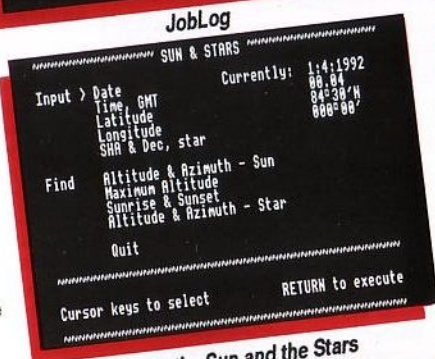 JobLog
SUN & STARS
Currently: 1:4:1992
Input > Date
Time, GMT 00.04
Latitude 84°30'N
Longitude 000°00'
SHA & Dec, star
Find Altitude & Azimuth - Sun
Maximum Altitude
Sunrise & Sunset
Altitude & Azimuth - Star
Quit
Cursor keys to select RETURN to execute
the Sun and the Stars